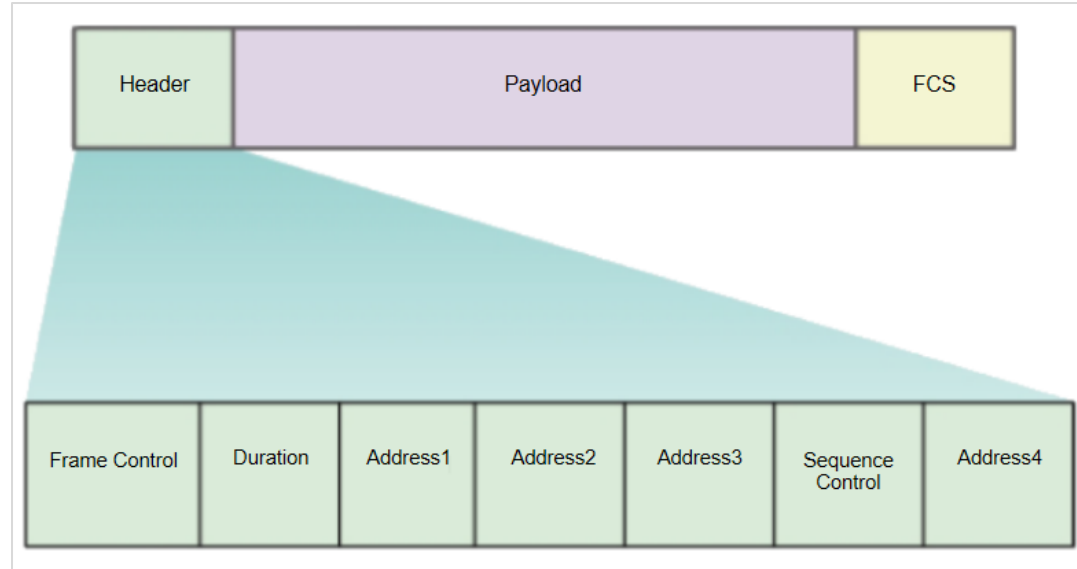 Header
Payload
FCS
Frame Control
Duration
Address1
Address2
Address3
Sequence
Control
Address4